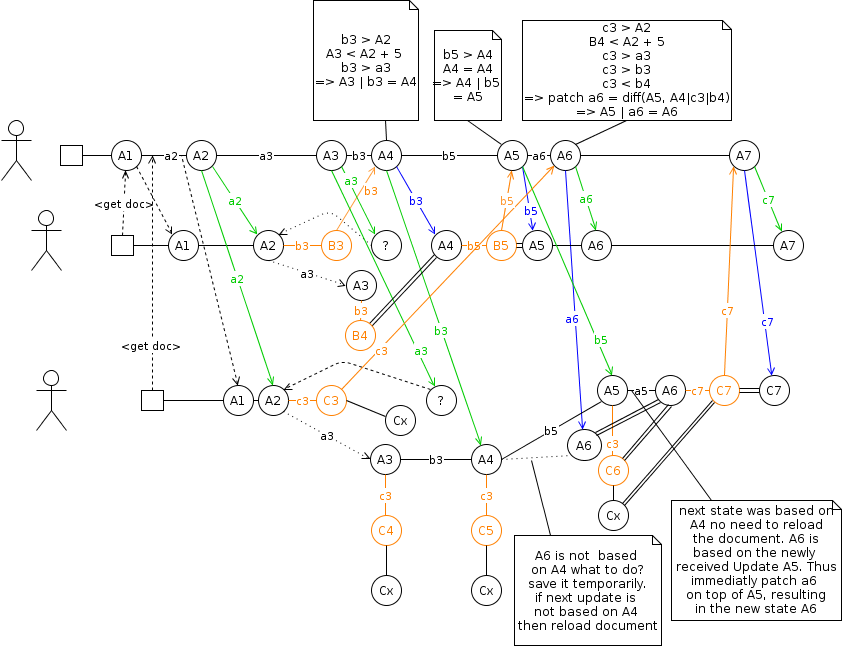 b3 > A2
A3 < A2 + 5
b3 > a3
=> A3 | b3 = A4
b5 > A4
A4 = A4
=> A4 | b5
= A5
c3 > A2
B4 < A2 + 5
c3 > a3
c3 > b3
c3 < b4
=> patch a6 = diff(A5, A4|c3|b4)
=> A5 | a6 = A6
A1 a2 A2 a3 A3 b3 A4 b5 A5 a6 A6 A7
a3 b3
a2 b3 b5 a6 c7
<get doc>
A1 A2 b3 B3 ? A4 b5 B5 A5 A6 A7
a3
a2
A3
b3
a6 c7 c7
B4 b3 b5
<get doc> c3 a3
A5 a5 A6 c7 C7 C7
A1 A2 c3 C3 ?
Cx
a3 b5 A6 c3
A3 b3 A4
C6
c3 c3
Cx
C4 C5
next state was based on
A4 no need to reload
the document. A6 is
based on the newly
received Update A5. Thus
immediatly patch a6
on top of A5, resulting
in the new state A6
A6 is not based
on A4 what to do?
save it temporarily.
if next update is
not based on A4
then reload document
Cx Cx